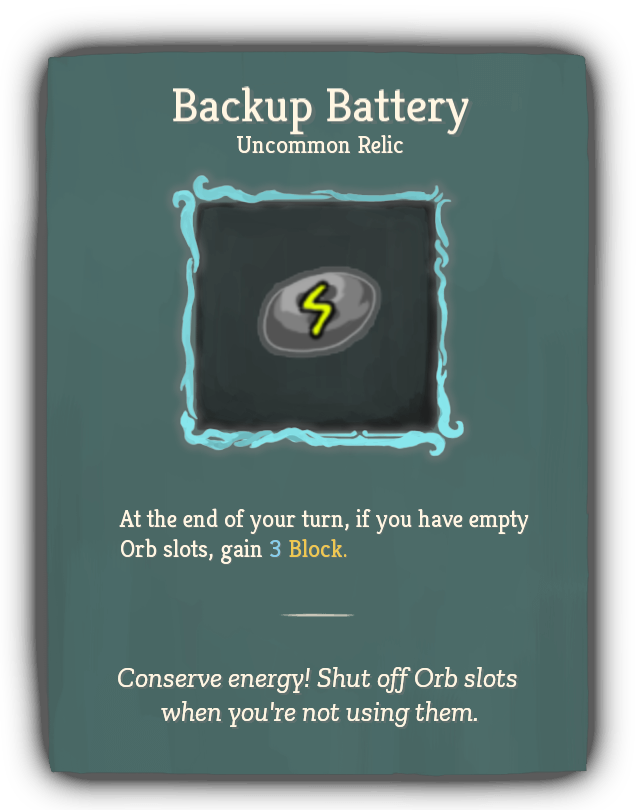 Backup Battery
Uncommon Relic
At the end of your turn, if you have empty
Orb slots, gain 3 Block.
Conserve energy! Shut off Orb slots
when you're not using them.